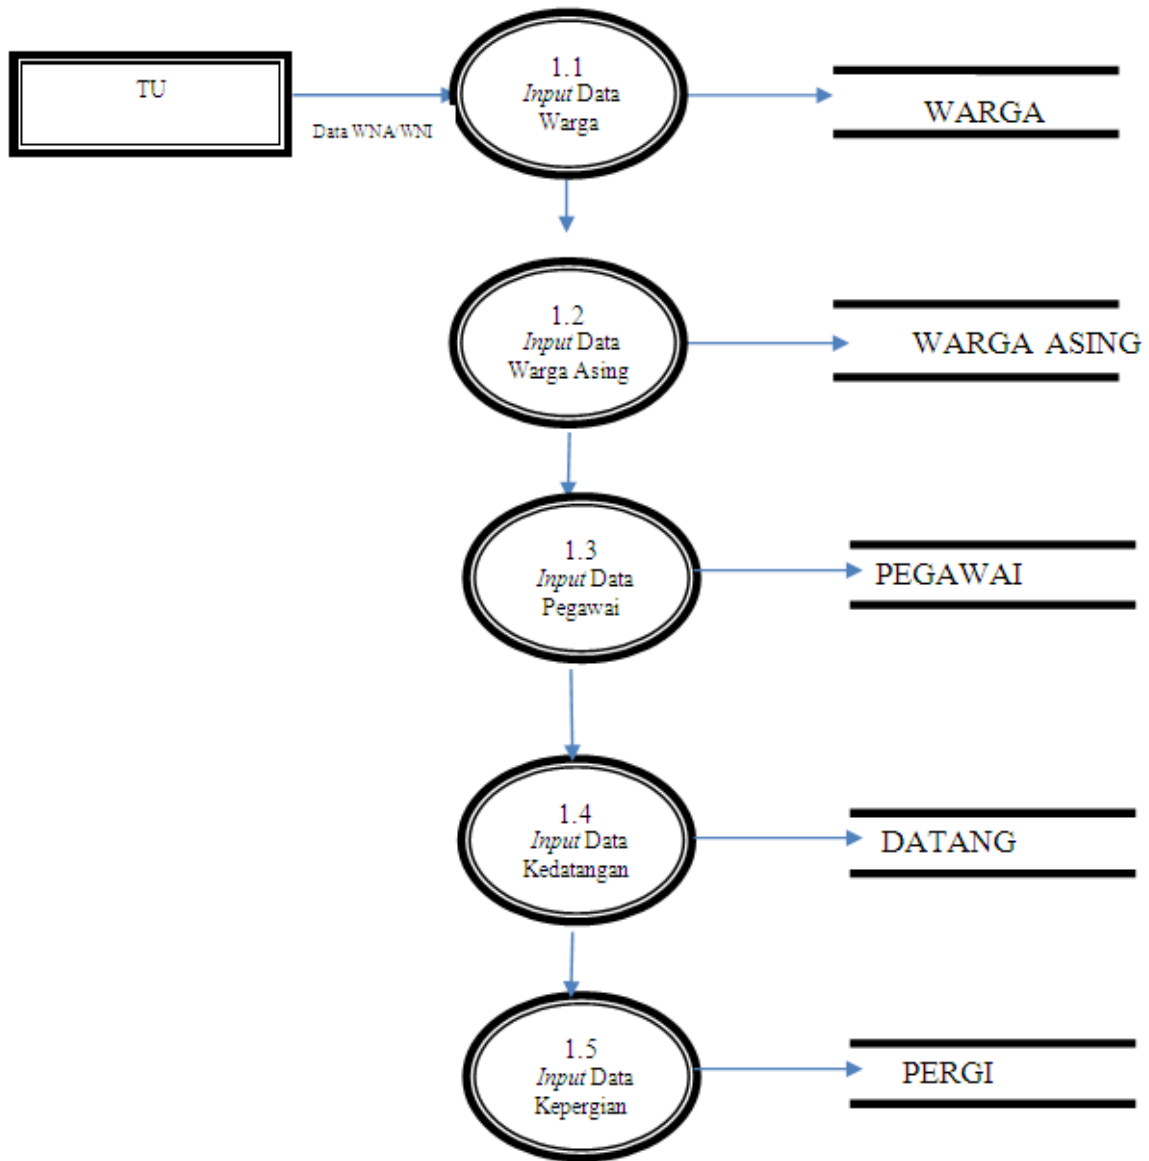 TU
Data WNA/WNI
1.1
Input Data
Warga
WARGA
1.2
Input Data
Warga Asing
WARGA ASING
1.3
Input Data
Pegawai
PEGAWAI
1.4
Input Data
Kedatangan
DATANG
1.5
Input Data
Kepergian
PERGI